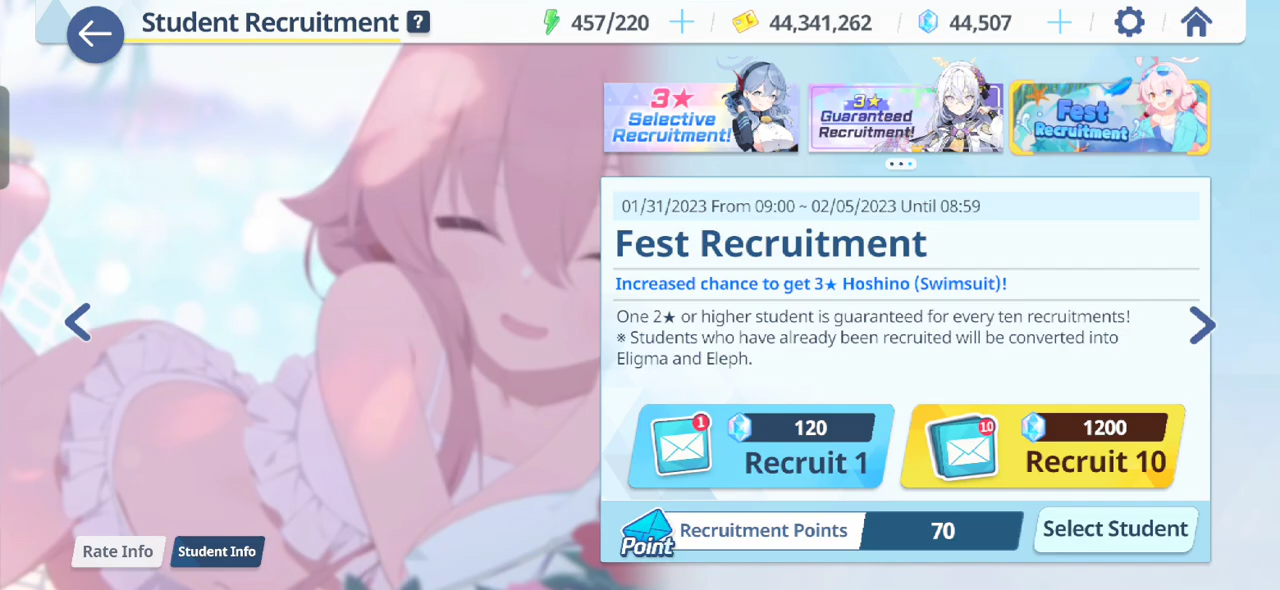 Student Recruitment ?
457/220
44,341,262
44,507
3★
Selective
Recruitment!
3★
Guaranteed
Recruitment!
Fest
Recruitment
01/31/2023 From 09:00 ~ 02/05/2023 Until 08:59
Fest Recruitment
Increased chance to get 3★ Hoshino (Swimsuit)!
One 2★ or higher student is guaranteed for every ten recruitments!
※ Students who have already been recruited will be converted into
Eligma and Eleph.
1
120
Recruit 1
10
1200
Recruit 10
Point
Recruitment Points
70
Select Student
Rate Info
Student Info